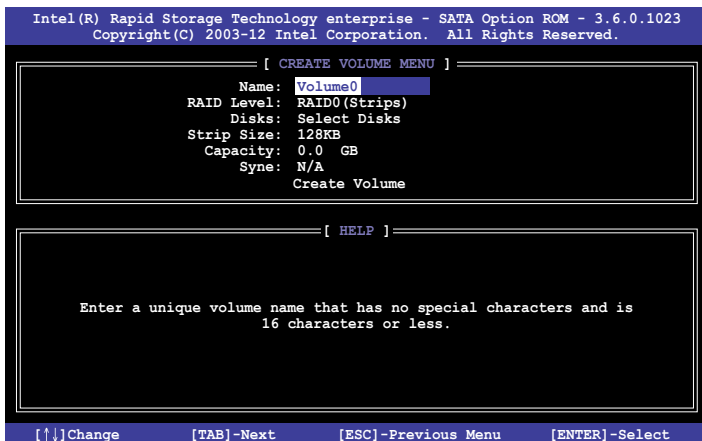 Intel(R) Rapid Storage Technology enterprise - SATA Option ROM - 3.6.0.1023
Copyright(C) 2003-12 Intel Corporation. All Rights Reserved.
[ CREATE VOLUME MENU ]
Name: Volume0
RAID Level: RAID0(Strips)
Disks: Select Disks
Strip Size: 128KB
Capacity: 0.0 GB
Syne: N/A
Create Volume
[ HELP ]
Enter a unique volume name that has no special characters and is
16 characters or less.
[↑↓]Change [TAB]-Next [ESC]-Previous Menu [ENTER]-Select